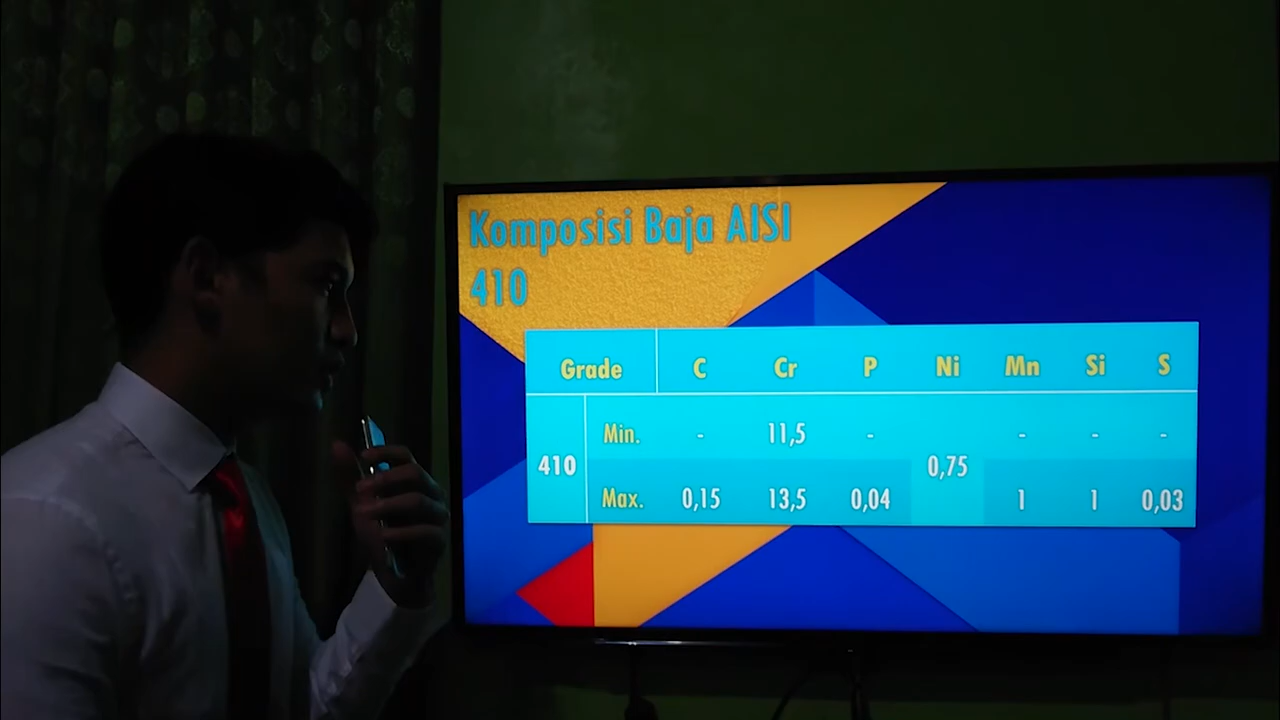 Komposisi Baja AISI
410
Grade C Cr P Ni Mn Si S
410 Min. - 11,5 - 0,75 - - -
Max. 0,15 13,5 0,04 1 1 0,03